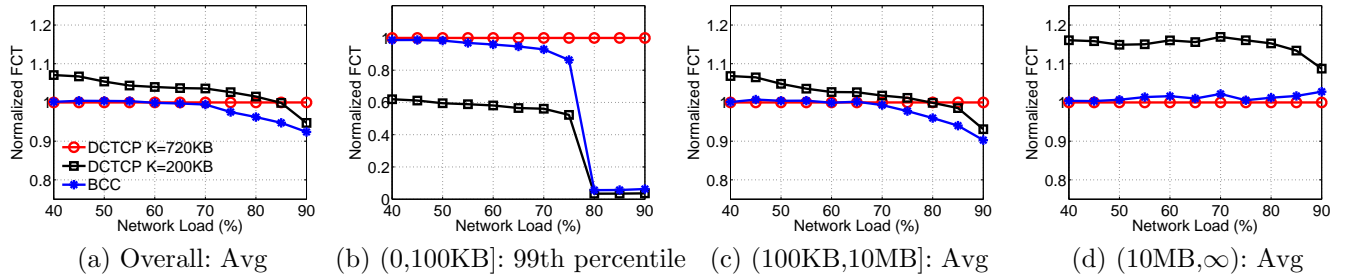 Normalized FCT
1.2
1.1
1
0.9
0.8
40 50 60 70 80 90
Network Load (%)
DCTCP K=720KB
DCTCP K=200KB
BCC
(a) Overall: Avg
Normalized FCT
1
0.8
0.6
0.4
0.2
0
40 50 60 70 80 90
Network Load (%)
(b) (0,100KB]: 99th percentile
Normalized FCT
1.2
1.1
1
0.9
0.8
40 50 60 70 80 90
Network Load (%)
(c) (100KB,10MB]: Avg
Normalized FCT
1.2
1.1
1
0.9
0.8
40 50 60 70 80 90
Network Load (%)
(d) (10MB,∞): Avg